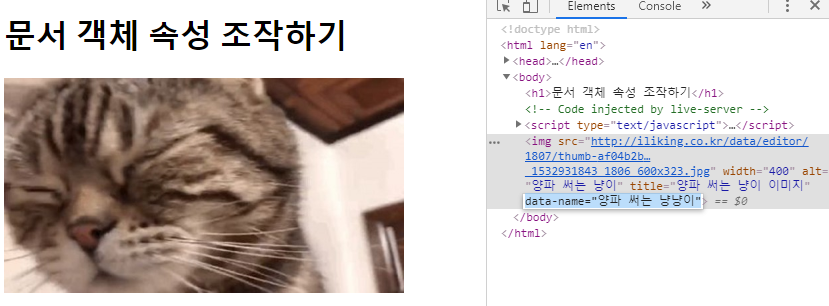 문서 객체 속성 조작하기
Elements Console »
<!doctype html>
<html lang="en">
<head>…</head>
<body>
<h1>문서 객체 속성 조작하기</h1>
<!-- Code injected by live-server -->
<script type="text/javascript">…</script>
<img src="http://iliking.co.kr/data/editor/
1807/thumb-af04b2b…
_1532931843_1806_600x323.jpg" width="400" alt=
"양파 써는 냥이" title="양파 써는 냥이 이미지"
data-name="양파 써는 냥냥이"> == $0
</body>
</html>